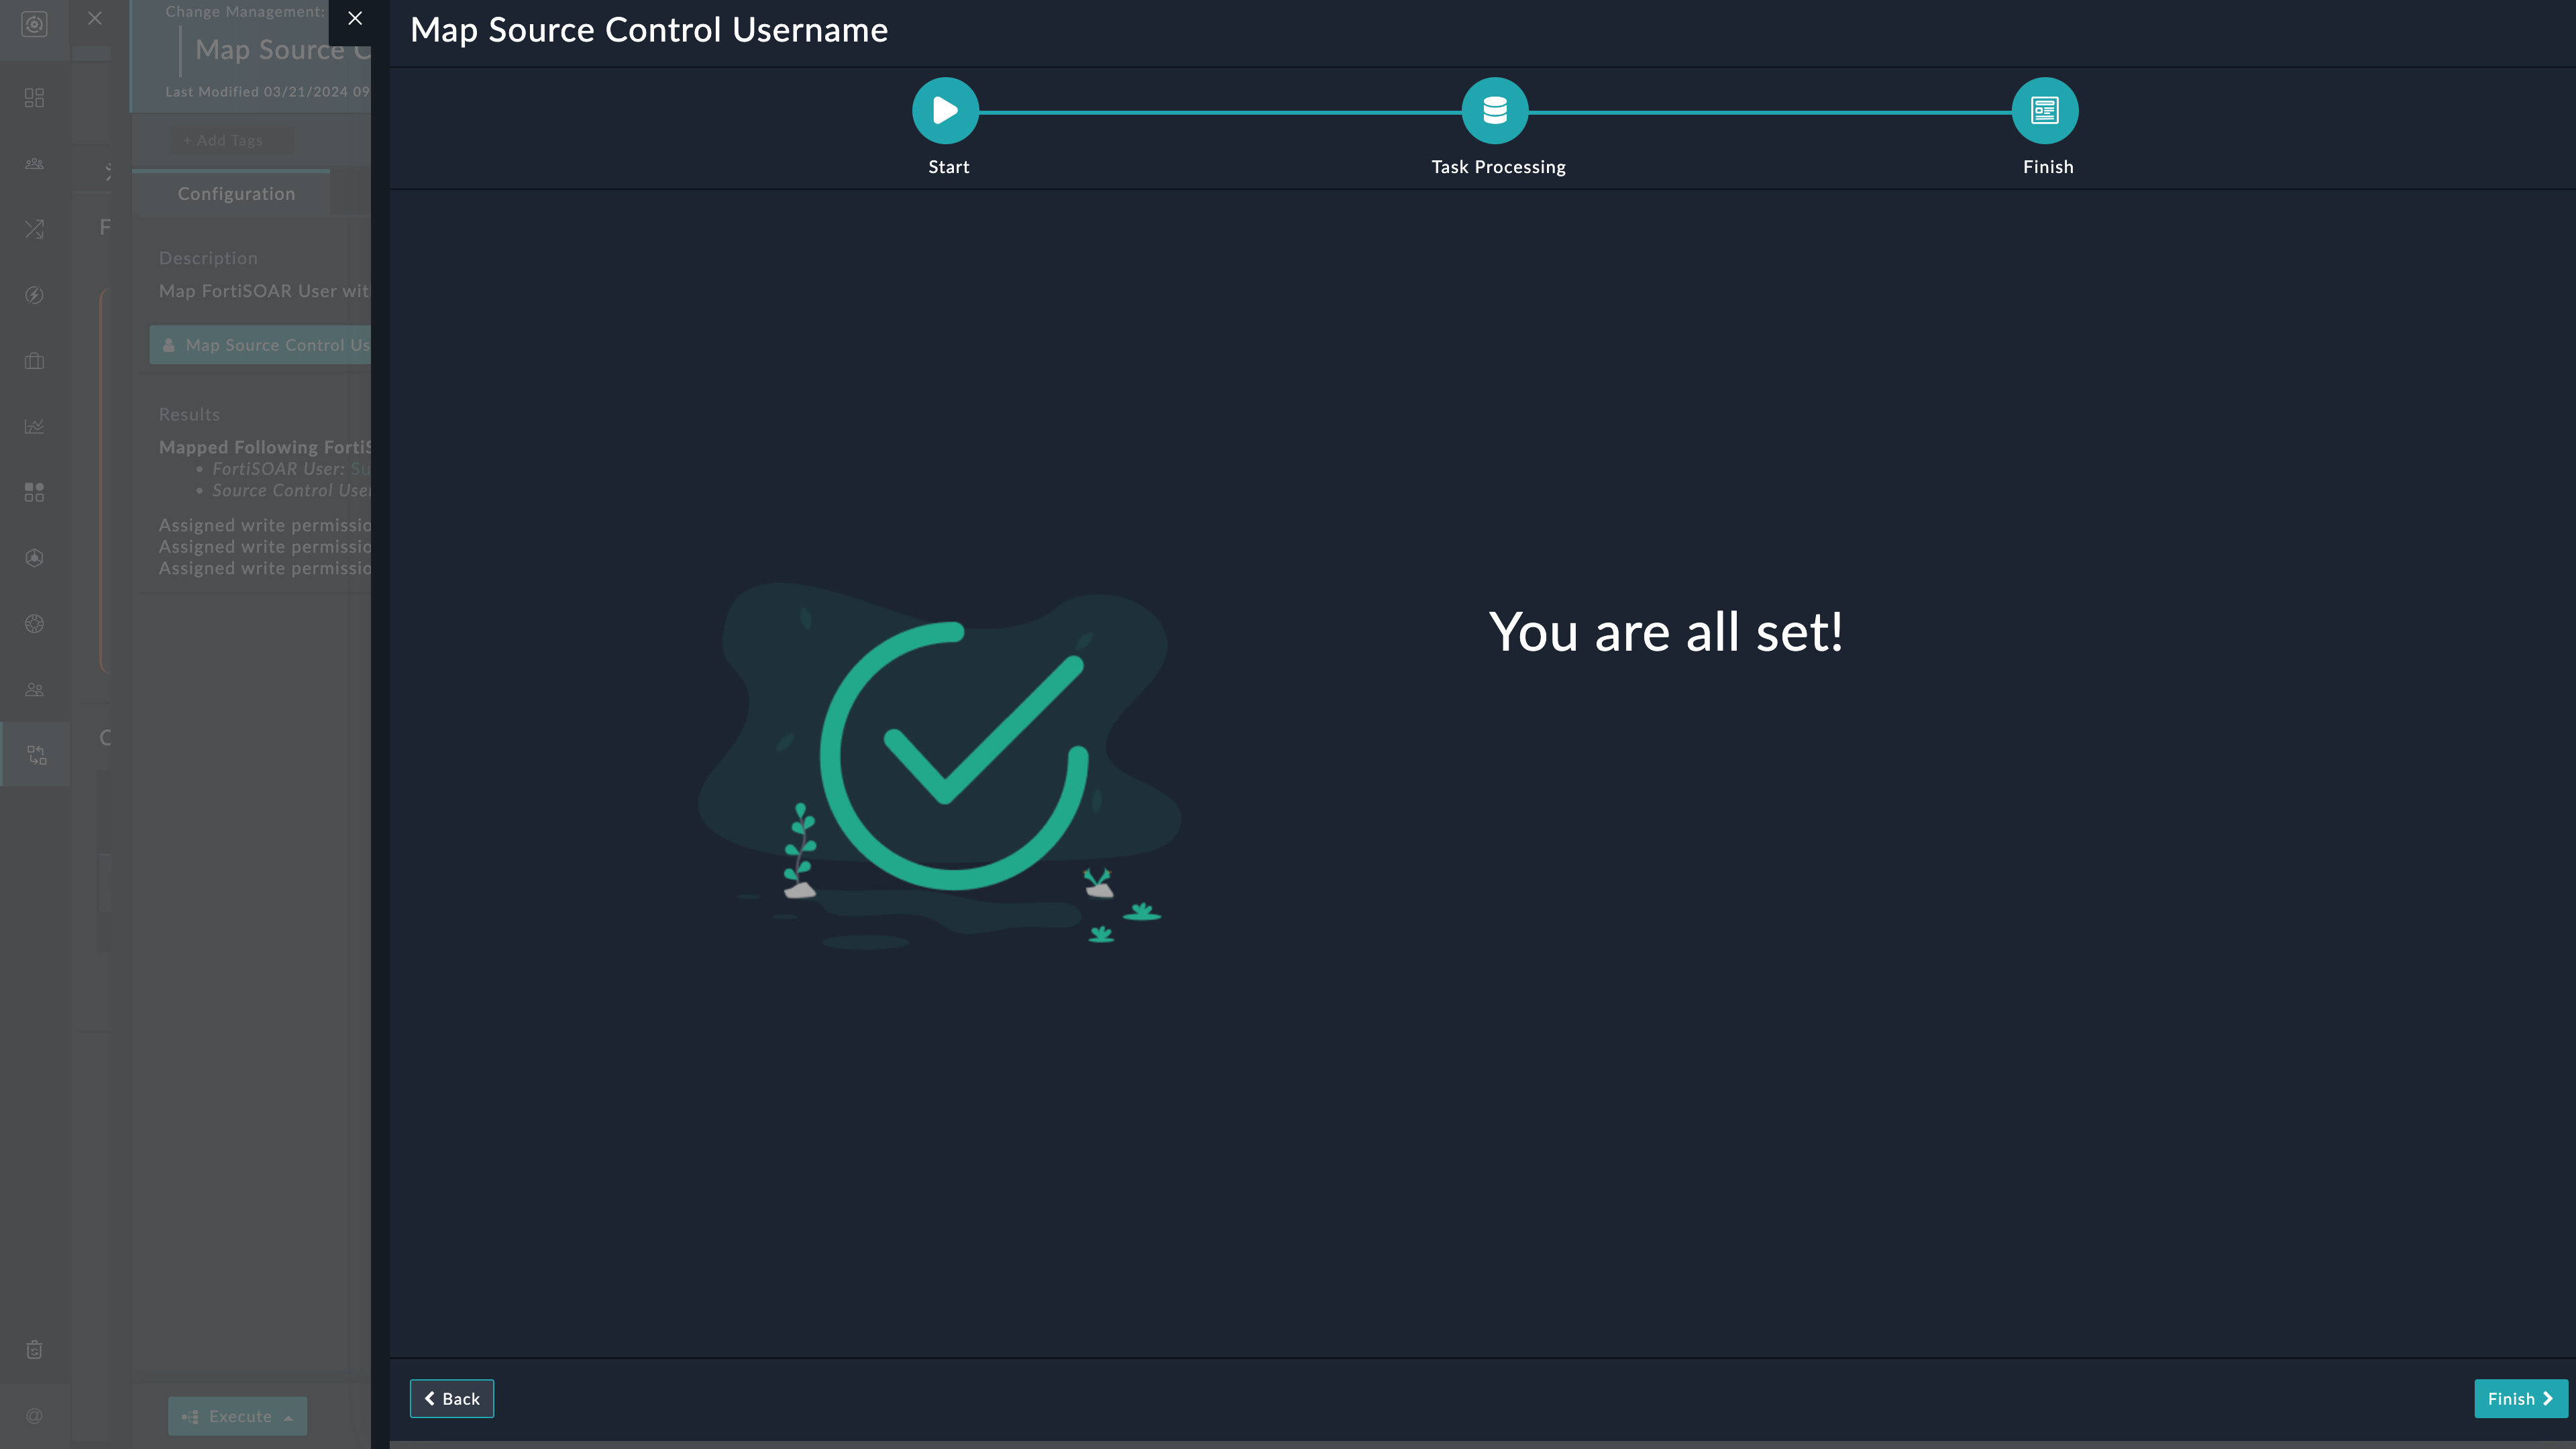 Change Management:
Map Source C
Last Modified 03/21/2024 09
+ Add Tags
Configuration
Description
Map FortiSOAR User wit
Map Source Control Us
Results
Mapped Following FortiS
FortiSOAR User: Su
Source Control User
Assigned write permissio
Assigned write permissio
Assigned write permissio
Execute
Map Source Control Username
Start
Task Processing
Finish
You are all set!
Back
Finish